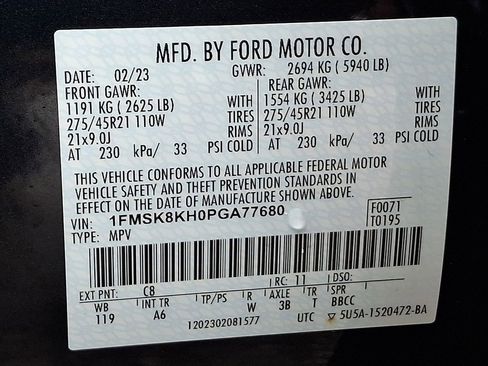 MFD. BY FORD MOTOR CO.
DATE: 02/23 GVWR: 2694 KG ( 5940 LB)
FRONT GAWR: REAR GAWR:
1191 KG ( 2625 LB) WITH 1554 KG ( 3425 LB) WITH
275/45R21 110W TIRES 275/45R21 110W TIRES
21x9.0J RIMS 21x9.0J RIMS
AT 230 kPa/ 33 PSI COLD AT 230 kPa/ 33 PSI COLD
THIS VEHICLE CONFORMS TO ALL APPLICABLE FEDERAL MOTOR
VEHICLE SAFETY AND THEFT PREVENTION STANDARDS IN
EFFECT ON THE DATE OF MANUFACTURE SHOWN ABOVE.
VIN: 1FMSK8KH0PGA77680 F0071
TYPE: MPV T0195
EXT PNT: C8 RC: 11 DSO:
WB INT TR TP/PS R AXLE TR SPR
119 A6 W 3B T BBCC
1202302081577 UTC ▽ 5U5A-1520472-BA